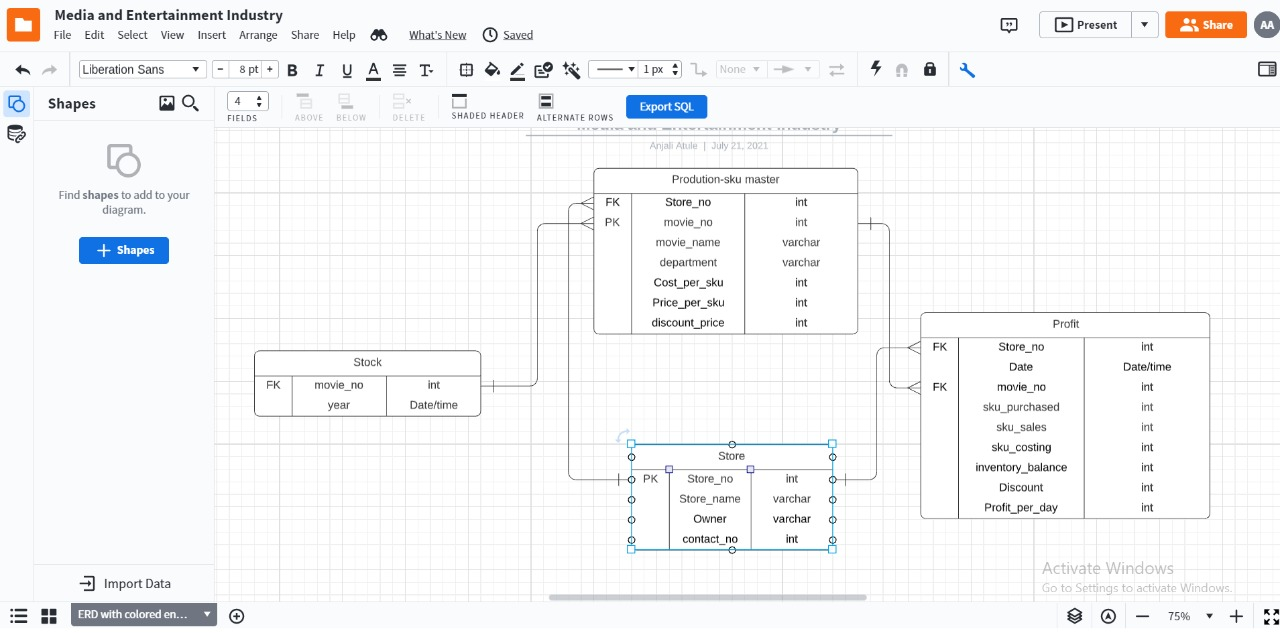 Media and Entertainment Industry
File Edit Select View Insert Arrange Share Help What's New Saved
Present
Share
AA
Liberation Sans
8 pt
B I U A T
1 px
None
Shapes
4
FIELDS
ABOVE
BELOW
DELETE
SHADED HEADER
ALTERNATE ROWS
Export SQL
Find shapes to add to your
diagram.
Shapes
Import Data
Media and Entertainment Industry
Anjali Atule | July 21, 2021
Prodution-sku master
FK Store_no int
PK movie_no int
movie_name varchar
department varchar
Cost_per_sku int
Price_per_sku int
discount_price int
Stock
FK movie_no int
year Date/time
Profit
FK Store_no int
Date Date/time
FK movie_no int
sku_purchased int
sku_sales int
sku_costing int
inventory_balance int
Discount int
Profit_per_day int
Store
PK Store_no int
Store_name varchar
Owner varchar
contact_no int
Activate Windows
Go to Settings to activate Windows.
ERD with colored en...
75%